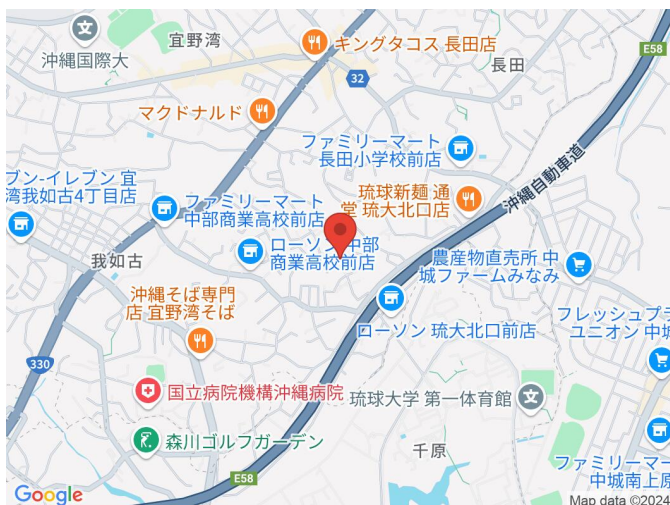 宜野湾
沖縄国際大
キングタコス 長田店
長田
E58
32
マクドナルド
ファミリーマート
長田小学校前店
沖縄自動車道
ブン-イレブン 宜
湾我如古4丁目店
ファミリーマート
中部商業高校前店
琉球新麺 通
堂 琉大北口店
我如古
ローソン 中部
商業高校前店
農産物直売所 中
城ファームみなみ
沖縄そば専門
店 宜野湾そば
ローソン 琉大北口前店
フレッシュプラ
ユニオン 中城
330
国立病院機構沖縄病院
琉球大学 第一体育館
森川ゴルフガーデン
千原
ファミリーマー
中城南上原
E58
Google
Map data ©2024